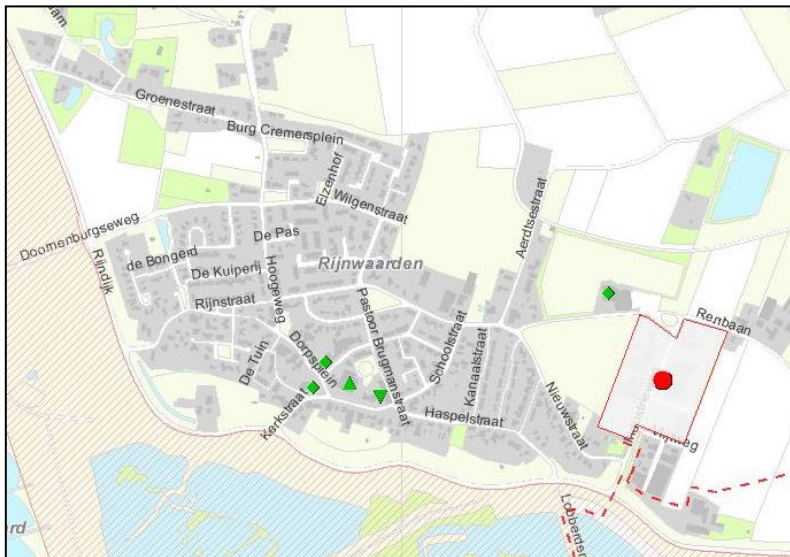 Groenestraat
Burg Cremersplein
Elzenhof
Wilgenstraat
Doornenburgseweg
De Pas
de Bongerd
Rijnwaarden
Aerdtsestraat
De Kuiperij
Hoogeweg
Rijndijk
Rijnstraat
Pastoor Brugmanstraat
Schoolstraat
Renbaan
De Tuin
Dorpsplein
Kanaalstraat
Kerkstraat
Haspelstraat
Nieuwstraat